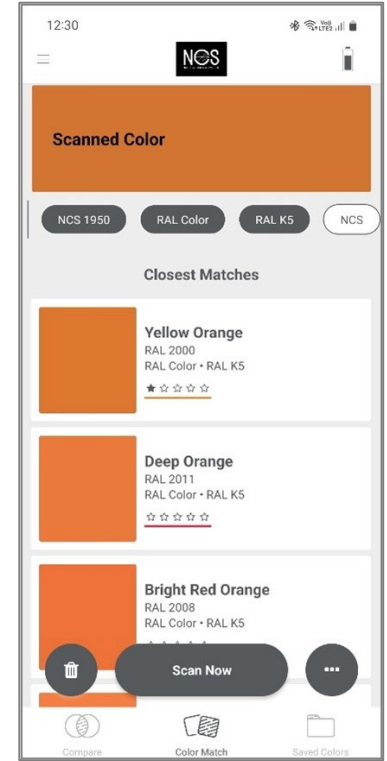 12:30
VoD
LTE2
NCS
Scanned Color
NCS 1950
RAL Color
RAL K5
NCS
Closest Matches
Yellow Orange
RAL 2000
RAL Color • RAL K5
★☆☆☆☆
Deep Orange
RAL 2011
RAL Color • RAL K5
☆☆☆☆☆
Bright Red Orange
RAL 2008
RAL Color • RAL K5
Scan Now
Compare
Color Match
Saved Colors